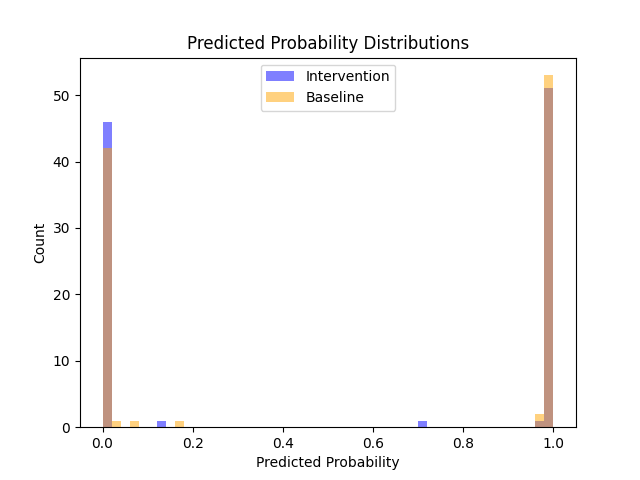 Predicted Probability Distributions
Intervention
Baseline
Count
50
40
30
20
10
0
0.0 0.2 0.4 0.6 0.8 1.0
Predicted Probability